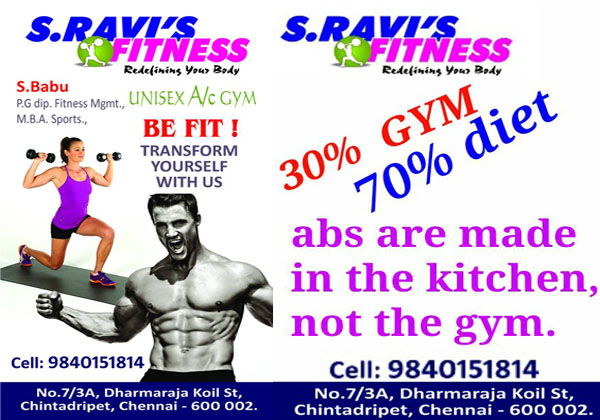 S.RAVI'S
FITNESS
Redefining Your Body
S.Babu
P.G dip. Fitness Mgmt.,
M.B.A. Sports.,
UNISEX A/c GYM
BE FIT !
TRANSFORM
YOURSELF
WITH US
Cell: 9840151814
No.7/3A, Dharmaraja Koil St,
Chintadripet, Chennai - 600 002.
S.RAVI'S
FITNESS
Redefining Your Body
30% GYM
70% diet
abs are made
in the kitchen,
not the gym.
Cell: 9840151814
No.7/3A, Dharmaraja Koil St,
Chintadripet, Chennai - 600 002.